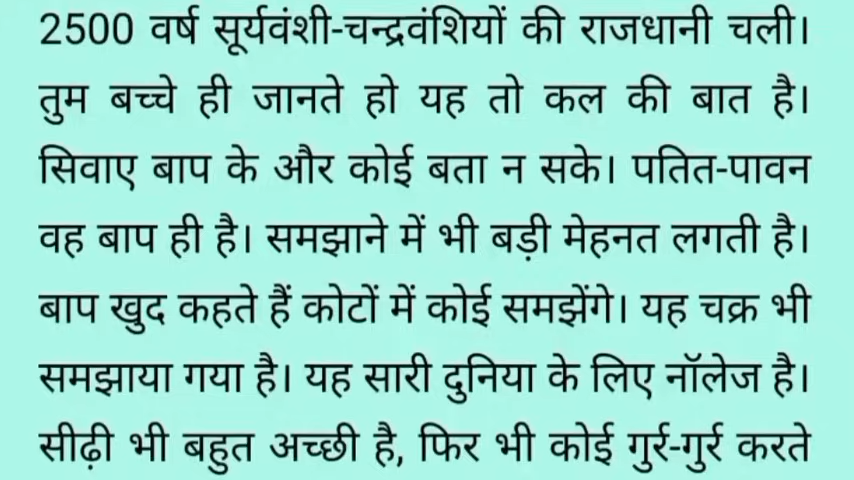 2500 वर्ष सूर्यवंशी-चन्द्रवंशियों की राजधानी चली।
तुम बच्चे ही जानते हो यह तो कल की बात है।
सिवाए बाप के और कोई बता न सके। पतित-पावन
वह बाप ही है। समझाने में भी बड़ी मेहनत लगती है।
बाप खुद कहते हैं कोटों में कोई समझेंगे। यह चक्र भी
समझाया गया है। यह सारी दुनिया के लिए नॉलेज है।
सीढ़ी भी बहुत अच्छी है, फिर भी कोई गुर्र-गुर्र करते